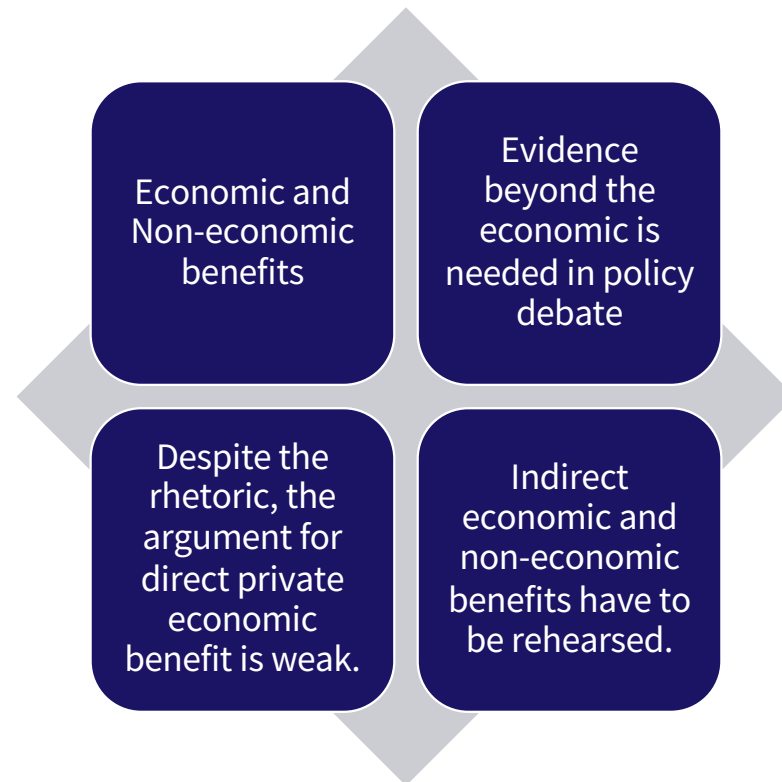 Economic and
Non-economic
benefits
Evidence
beyond the
economic is
needed in policy
debate
Despite the
rhetoric, the
argument for
direct private
economic
benefit is weak.
Indirect
economic and
non-economic
benefits have to
be rehearsed.